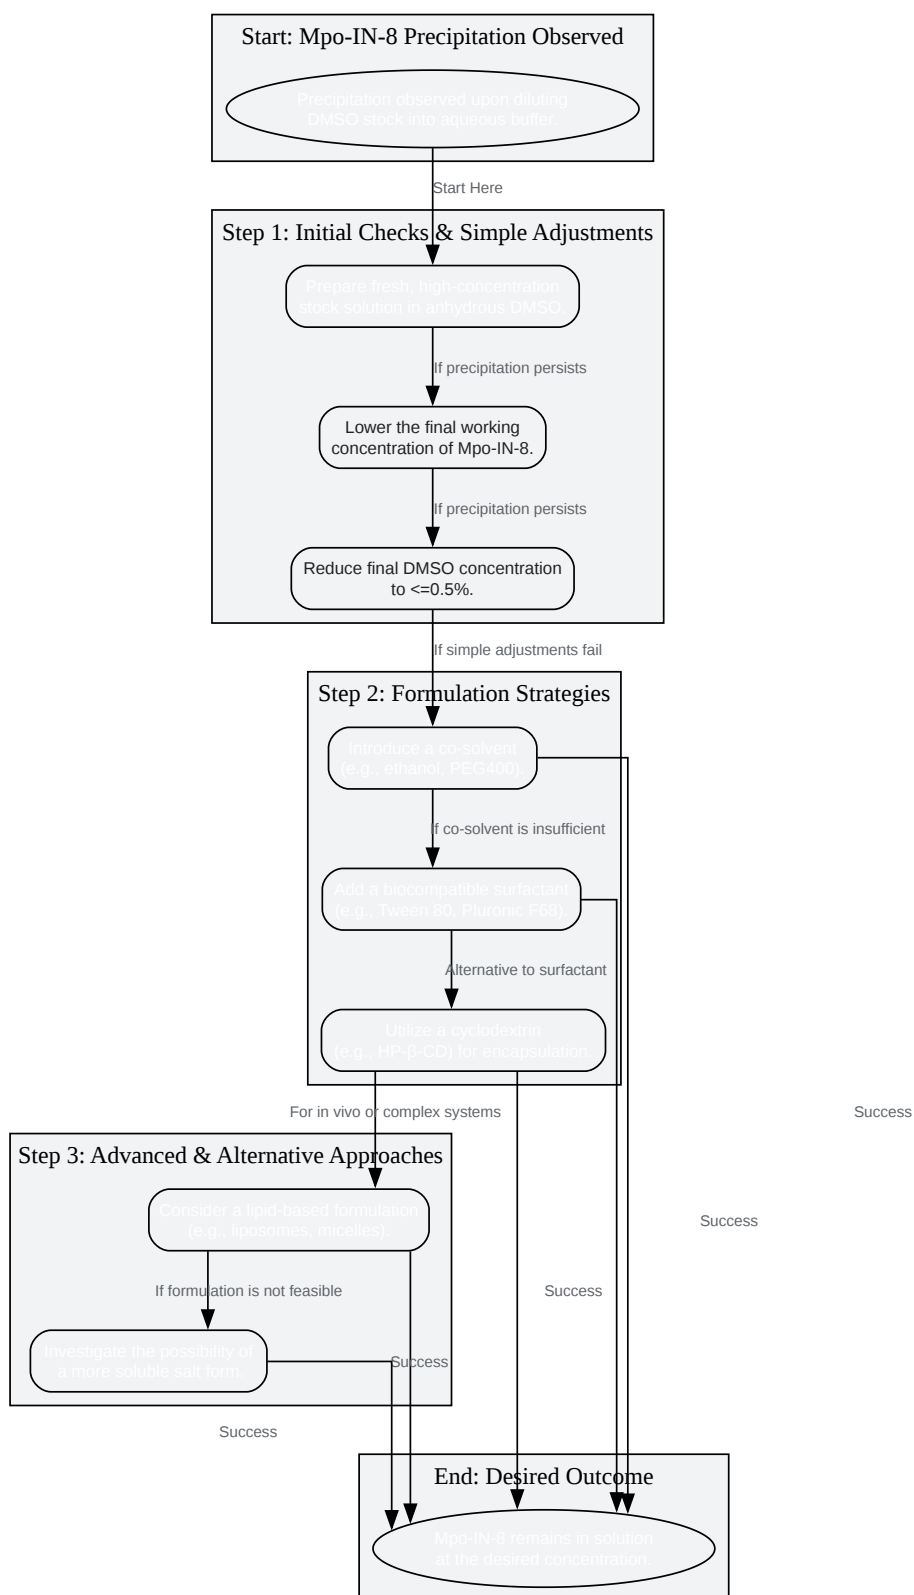 Start: Mpo-IN-8 Precipitation Observed
Precipitation observed upon diluting
DMSO stock into aqueous buffer.
Start Here
Step 1: Initial Checks & Simple Adjustments
Prepare fresh, high-concentration
stock solution in anhydrous DMSO.
If precipitation persists
Lower the final working
concentration of Mpo-IN-8.
If precipitation persists
Reduce final DMSO concentration
to <=0.5%.
If simple adjustments fail
Step 2: Formulation Strategies
Introduce a co-solvent
(e.g., ethanol, PEG400).
If co-solvent is insufficient
Add a biocompatible surfactant
(e.g., Tween 80, Pluronic F68).
Alternative to surfactant
Utilize a cyclodextrin
(e.g., HP-β-CD) for encapsulation.
For in vivo or complex systems
Success
Step 3: Advanced & Alternative Approaches
Consider a lipid-based formulation
(e.g., liposomes, micelles).
Success
If formulation is not feasible
Success
Investigate the possibility of
a more soluble salt form.
Success
Success
End: Desired Outcome
Mpo-IN-8 remains in solution
at the desired concentration.